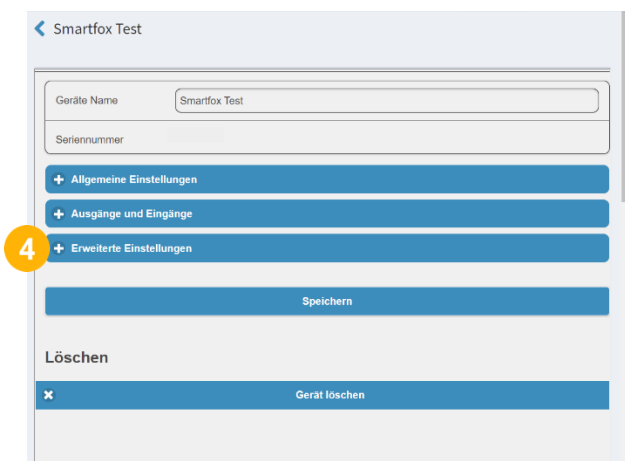 Smartfox Test
Geräte Name Smartfox Test
Seriennummer
Allgemeine Einstellungen
Ausgänge und Eingänge
4 Erweiterte Einstellungen
Speichern
Löschen
Gerät löschen